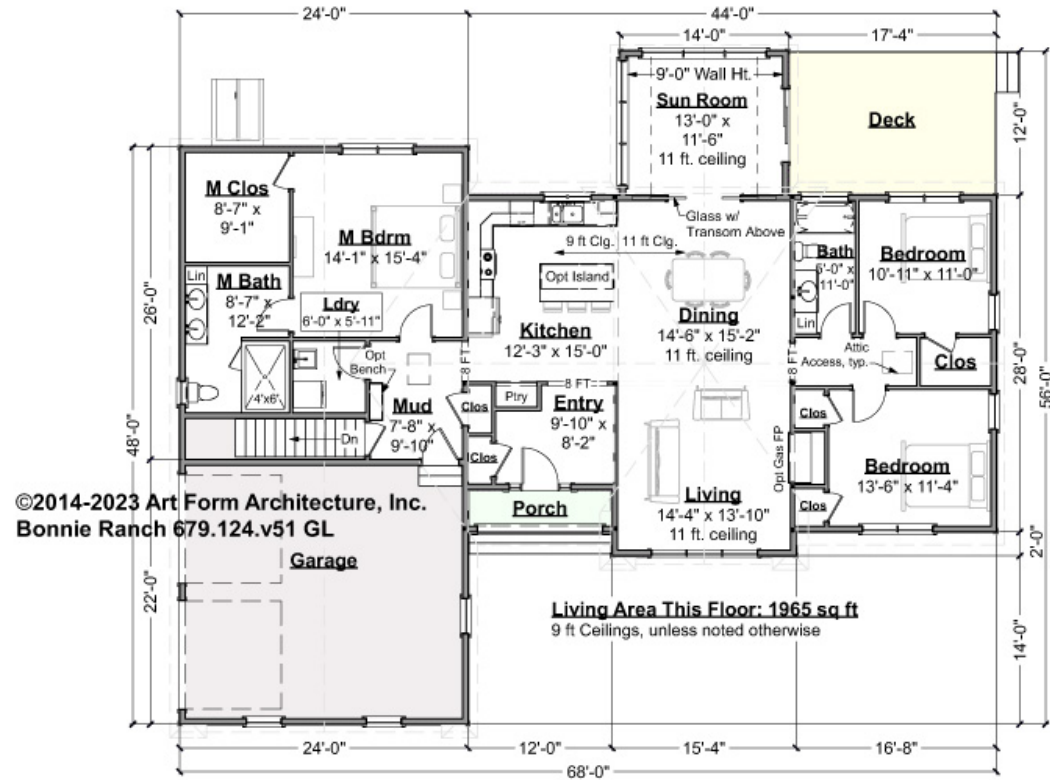 24'-0"
44'-0"
14'-0"
17'-4"
9'-0" Wall Ht.
Sun Room
13'-0" x
11'-6"
11 ft. ceiling
Deck
12'-0"
M Clos
8'-7" x
9'-1"
M Bdrm
14'-1" x 15'-4"
Glass w/
Transom Above
9 ft Clg.
11 ft Clg.
Opt Island
Bath
5'-0" x
11'-0"
Lin
Bedroom
10'-11" x 11'-0"
Lin
M Bath
8'-7" x
12'-2"
Ldry
6'-0" x 5'-11"
26'-0"
Kitchen
12'-3" x 15'-0"
Dining
14'-6" x 15'-2"
11 ft. ceiling
8 FT
8 FT
Attic
Access, typ.
Clos
28'-0"
56'-0"
Opt
Bench
4'x6'
8 FT
Ptry
Clos
Mud
7'-8" x
9'-10"
Entry
9'-10" x
8'-2"
Clos
48'-0"
Dn
Clos
Opt Gas FP
Bedroom
13'-6" x 11'-4"
Living
14'-4" x 13'-10"
11 ft. ceiling
Clos
Porch
©2014-2023 Art Form Architecture, Inc.
Bonnie Ranch 679.124.v51 GL
Garage
2'-0"
22'-0"
Living Area This Floor: 1965 sq ft
9 ft Ceilings, unless noted otherwise
14'-0"
24'-0"
12'-0"
15'-4"
16'-8"
68'-0"